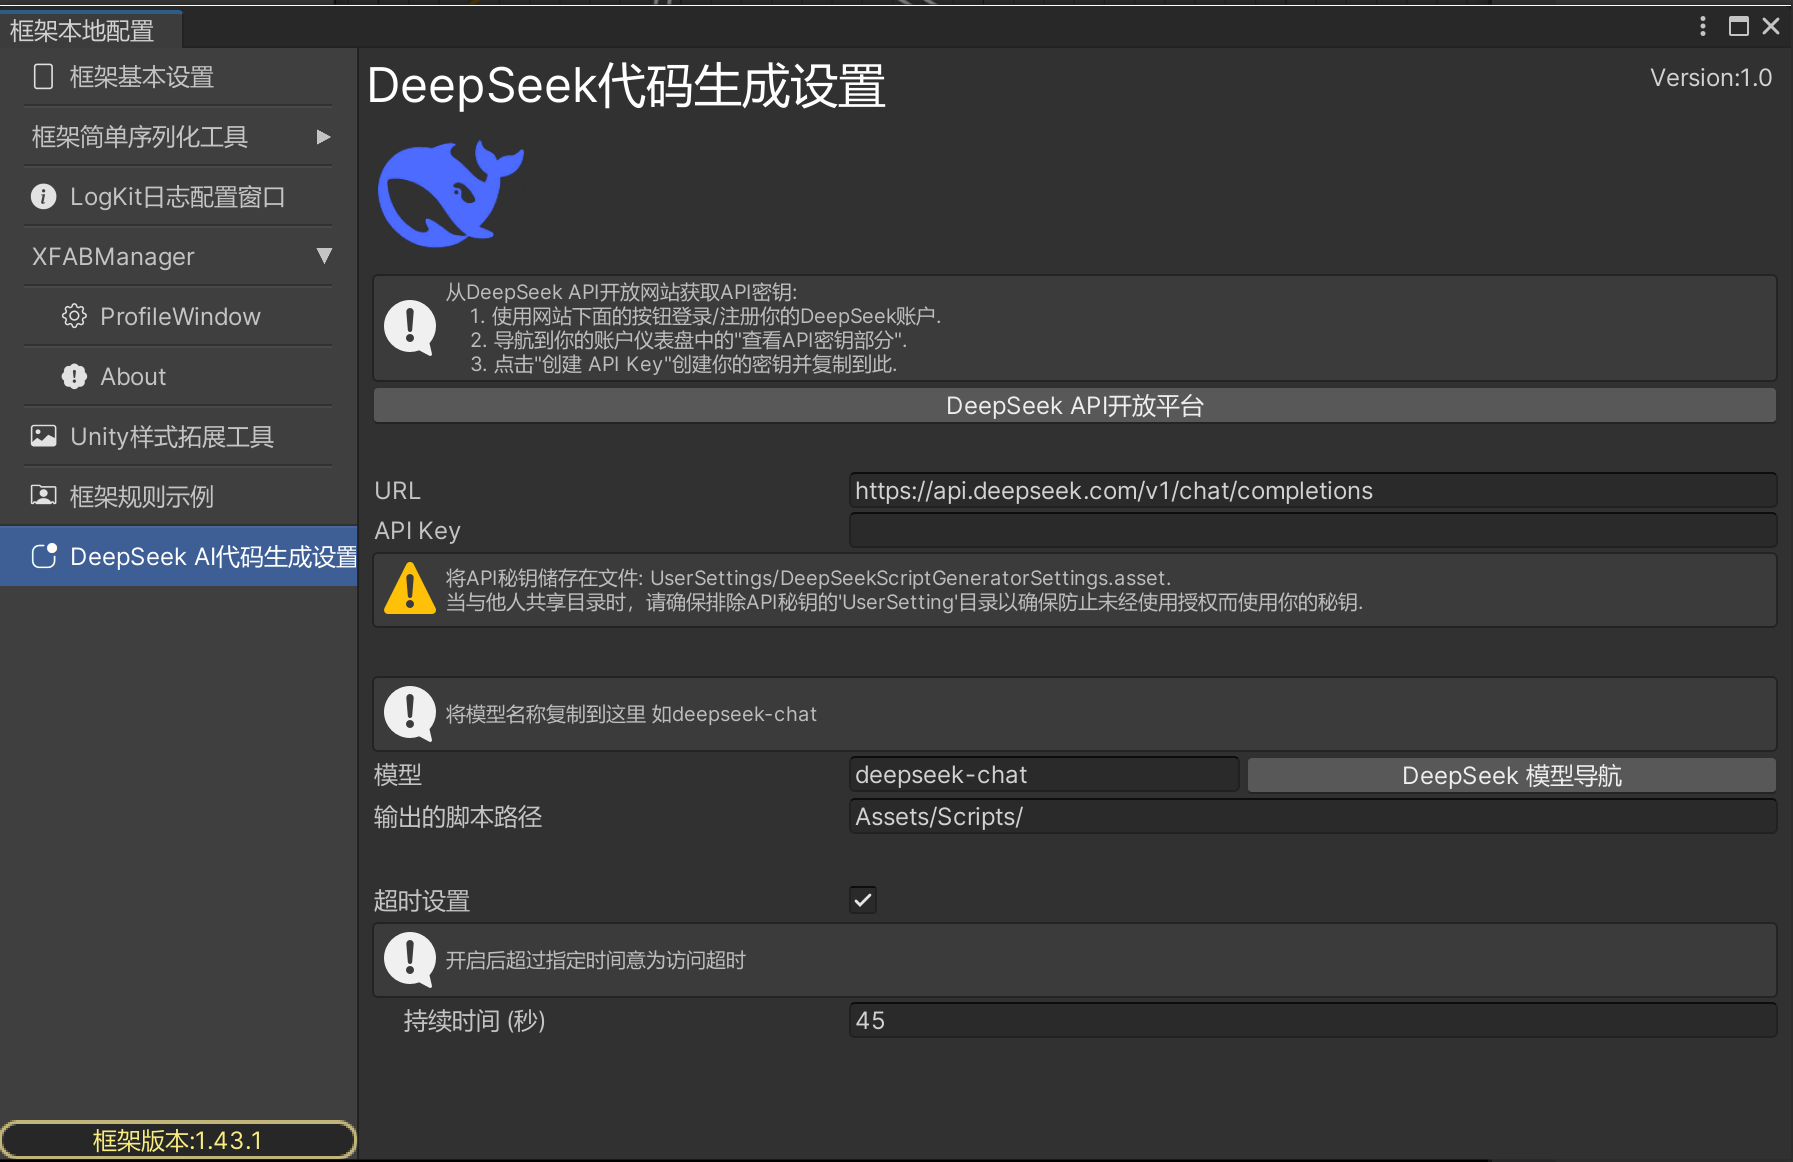 框架本地配置
框架基本设置
框架简单序列化工具
LogKit日志配置窗口
XFABManager
ProfileWindow
About
Unity样式拓展工具
框架规则示例
DeepSeek AI代码生成设置
框架版本:1.43.1
DeepSeek代码生成设置
Version:1.0
从DeepSeek API开放网站获取API密钥:
1. 使用网站下面的按钮登录/注册你的DeepSeek账户.
2. 导航到你的账户仪表盘中的"查看API密钥部分".
3. 点击"创建 API Key"创建你的密钥并复制到此.
DeepSeek API开放平台
URL
https://api.deepseek.com/v1/chat/completions
API Key
将API秘钥储存在文件: UserSettings/DeepSeekScriptGeneratorSettings.asset.
当与他人共享目录时，请确保排除API秘钥的'UserSetting'目录以确保防止未经使用授权而使用你的秘钥.
将模型名称复制到这里 如deepseek-chat
模型
deepseek-chat
DeepSeek 模型导航
输出的脚本路径
Assets/Scripts/
超时设置
开启后超过指定时间意为访问超时
持续时间 (秒)
45